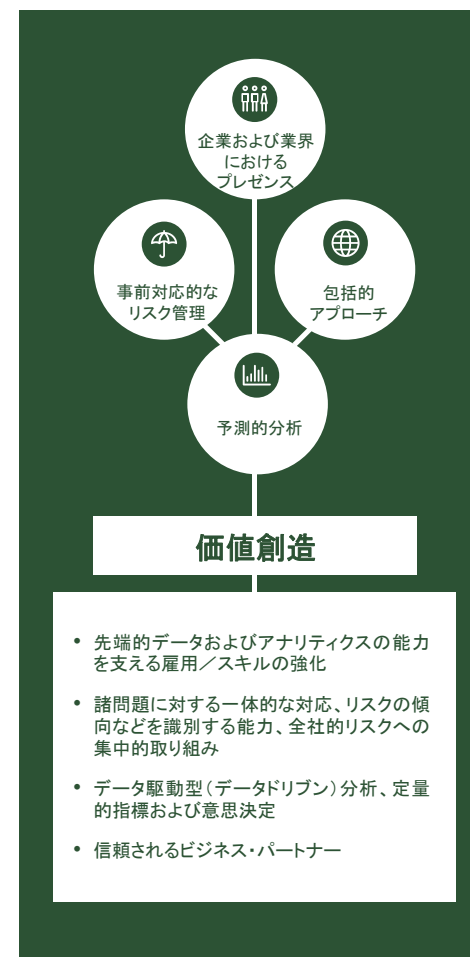 企業および業界
における
プレゼンス
事前対応的な
リスク管理
包括的
アプローチ
予測的分析
価値創造
• 先端的データおよびアナリティクスの能力
を支える雇用／スキルの強化
• 諸問題に対する一体的な対応、リスクの傾
向などを識別する能力、全社的リスクへの
集中的取り組み
• データ駆動型（データドリブン）分析、定量
的指標および意思決定
• 信頼されるビジネス・パートナー